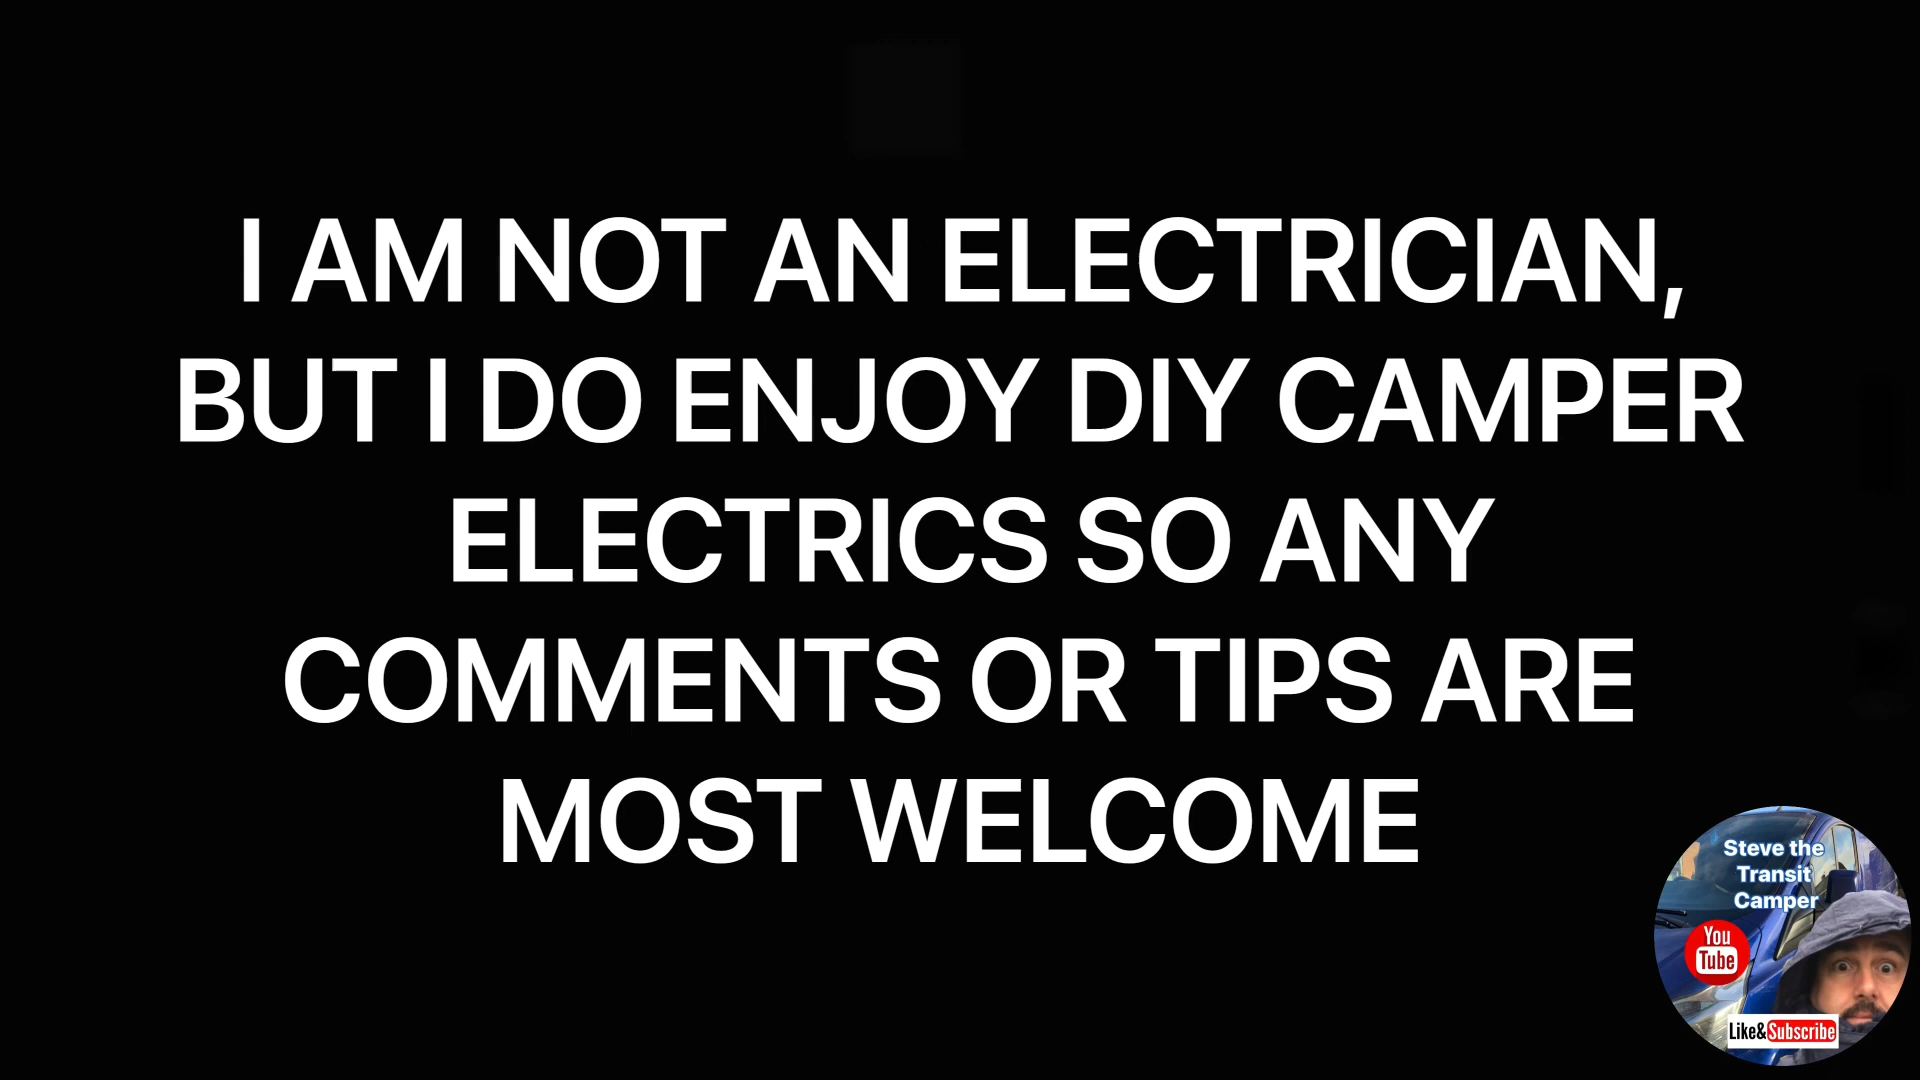 I AM NOT AN ELECTRICIAN,
BUT I DO ENJOY DIY CAMPER
ELECTRICS SO ANY
COMMENTS OR TIPS ARE
MOST WELCOME
Steve the
Transit
Camper
You
Tube
Like&Subscribe